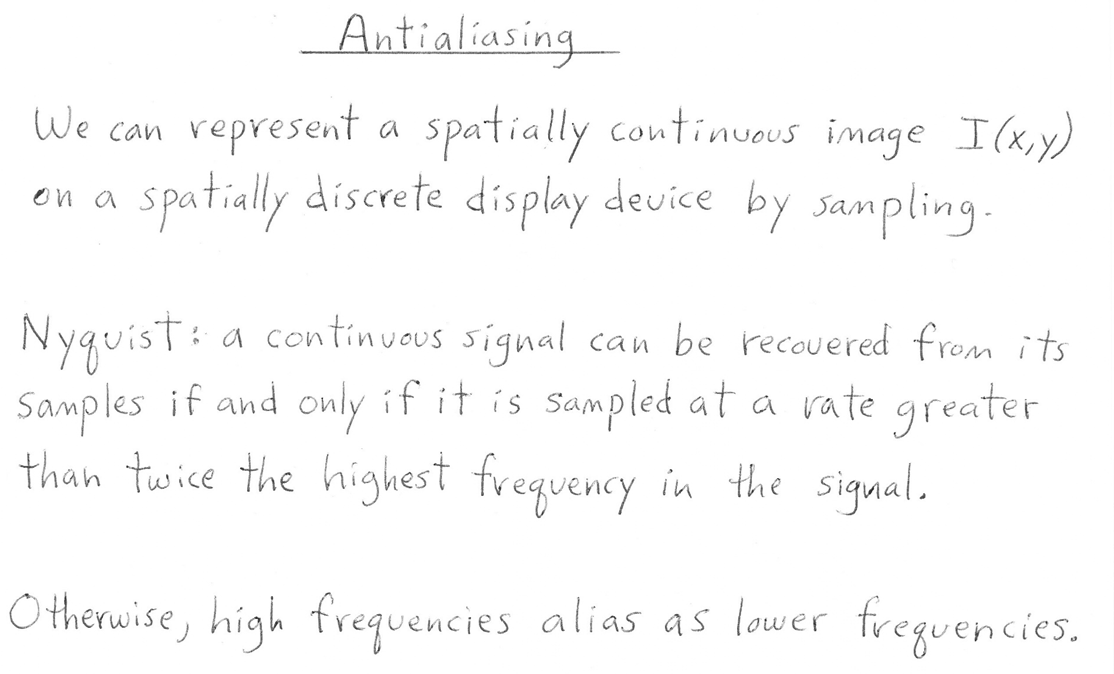 Antialiasing
We can represent a spatially continuous image I(x,y)
on a spatially discrete display device by sampling.
Nyquist: a continuous signal can be recovered from its
samples if and only if it is sampled at a rate greater
than twice the highest frequency in the signal.
Otherwise, high frequencies alias as lower frequencies.